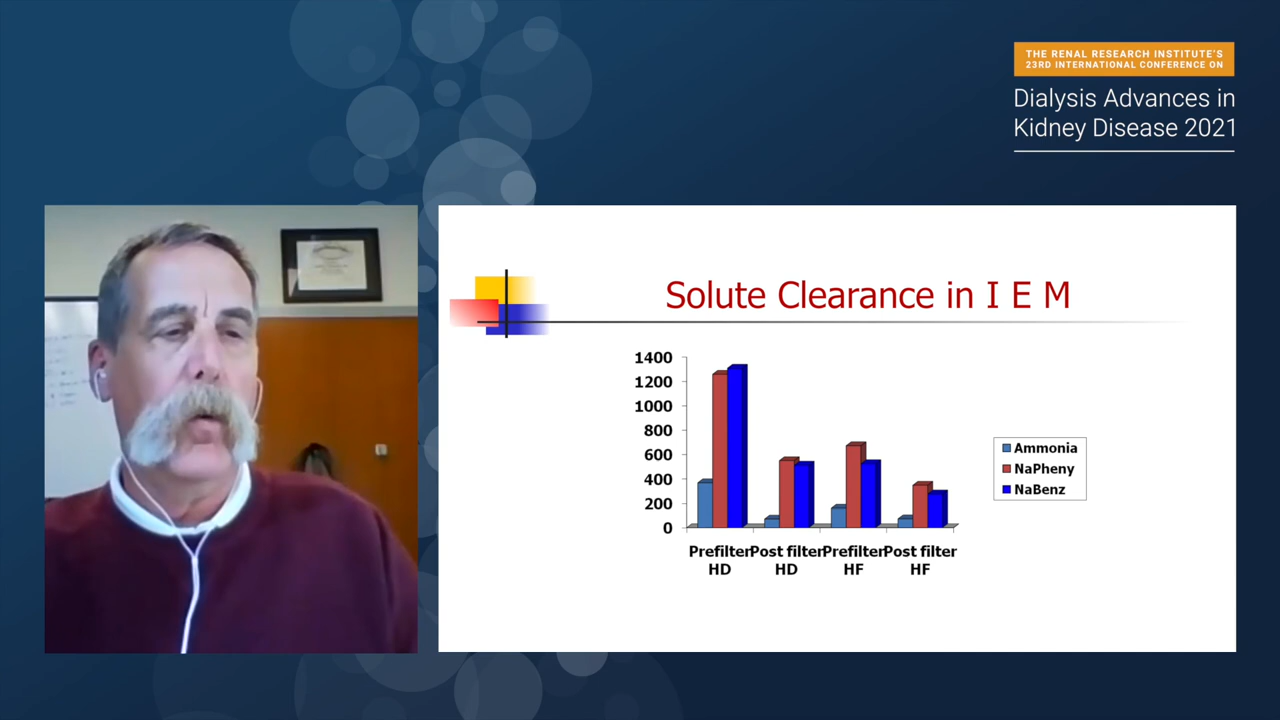 THE RENAL RESEARCH INSTITUTE'S
23RD INTERNATIONAL CONFERENCE ON
Dialysis Advances in
Kidney Disease 2021
Solute Clearance in I E M
1400
1200
1000
800
600
400
200
0
Prefilter HD
Post filter HD
Prefilter HF
Post filter HF
Ammonia
NaPheny
NaBenz